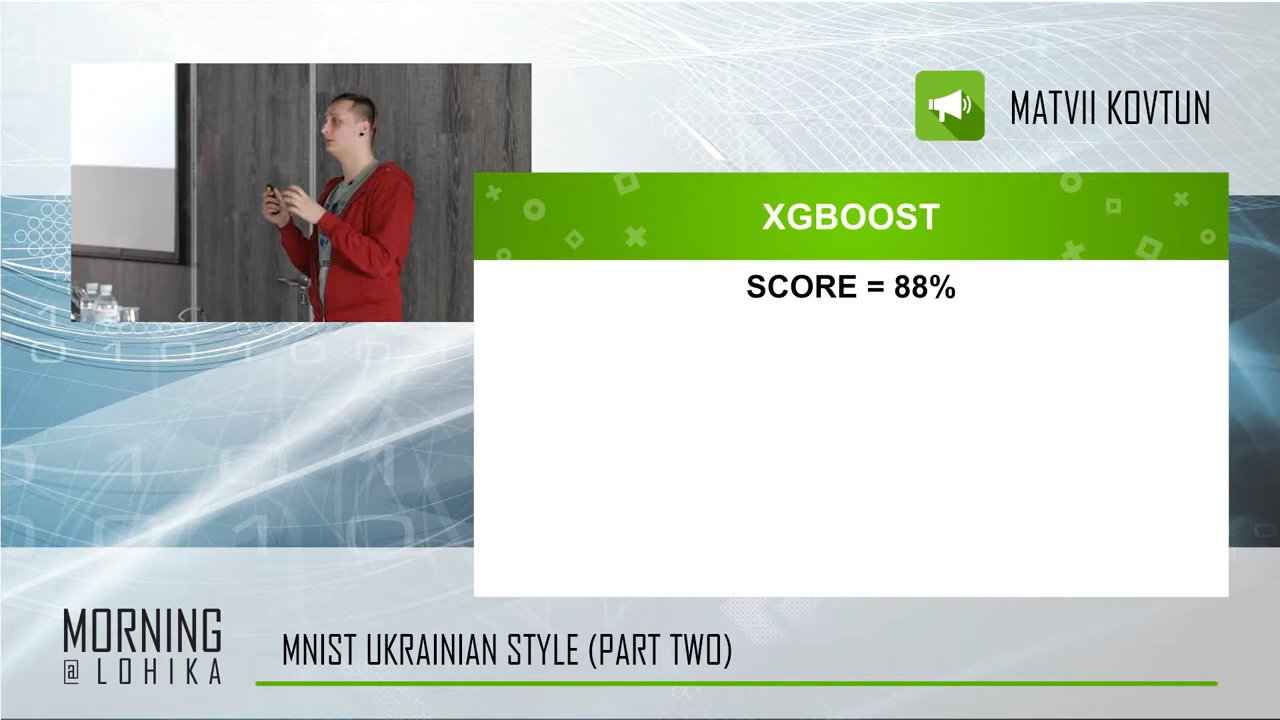 MATVII KOVTUN
XGBOOST
SCORE = 88%
MORNING
@ LOHIKA
MNIST UKRAINIAN STYLE (PART TWO)